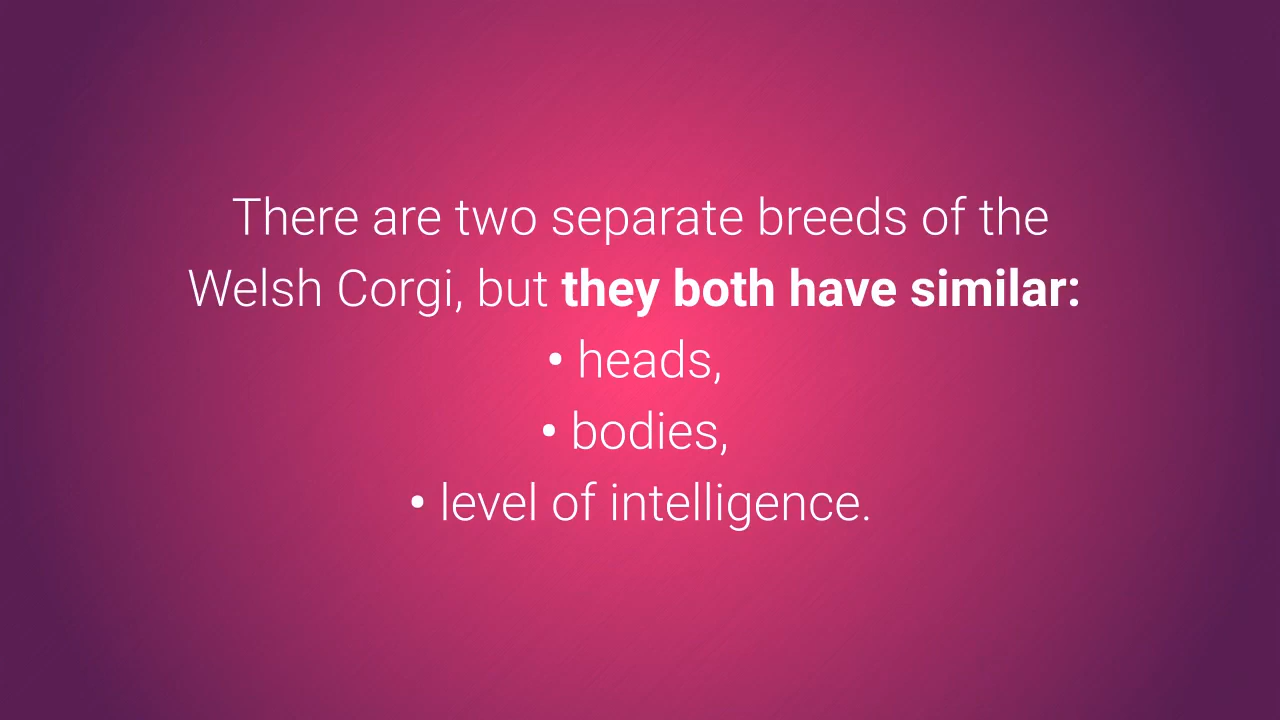 There are two separate breeds of the
Welsh Corgi, but they both have similar:
• heads,
• bodies,
• level of intelligence.